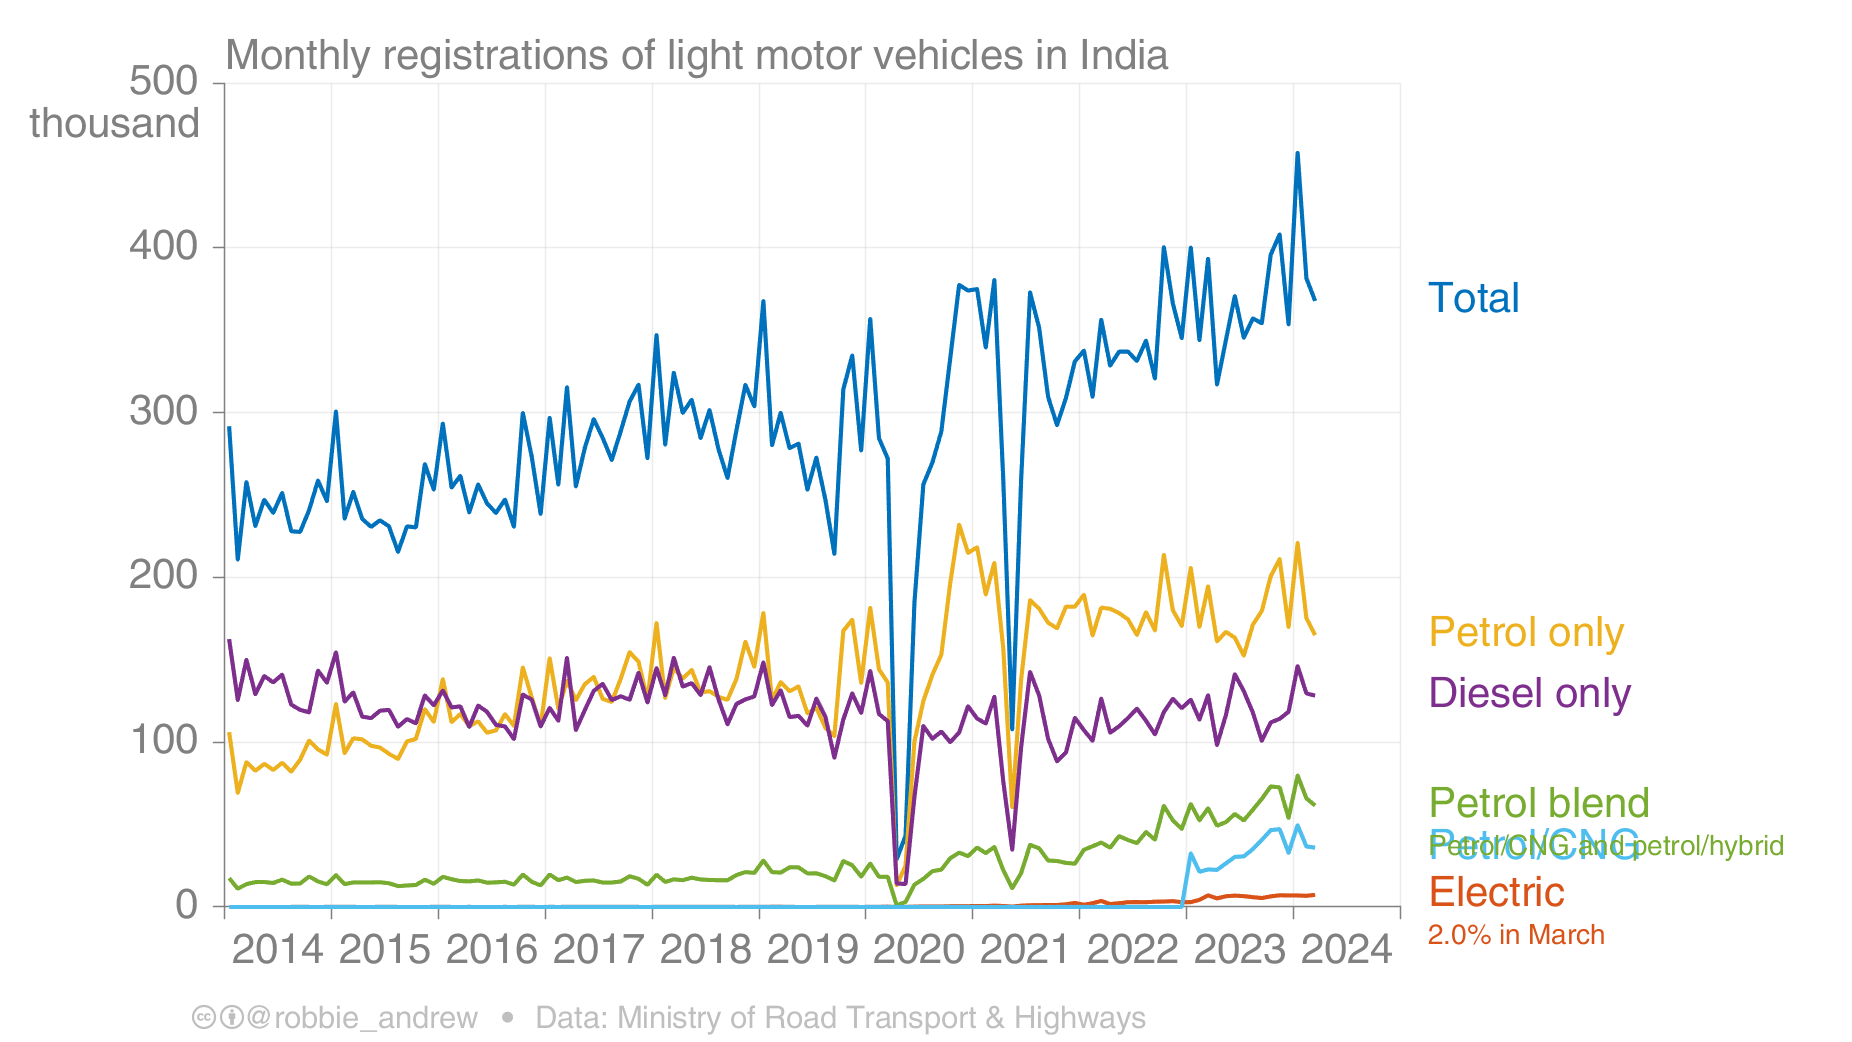 Monthly registrations of light motor vehicles in India
500
thousand
400
300
200
100
0
2014 2015 2016 2017 2018 2019 2020 2021 2022 2023 2024
Total
Petrol only
Diesel only
Petrol blend
Petrol/CNG
Petrol/CNG and petrol/hybrid
Electric
2.0% in March
@robbie_andrew • Data: Ministry of Road Transport & Highways